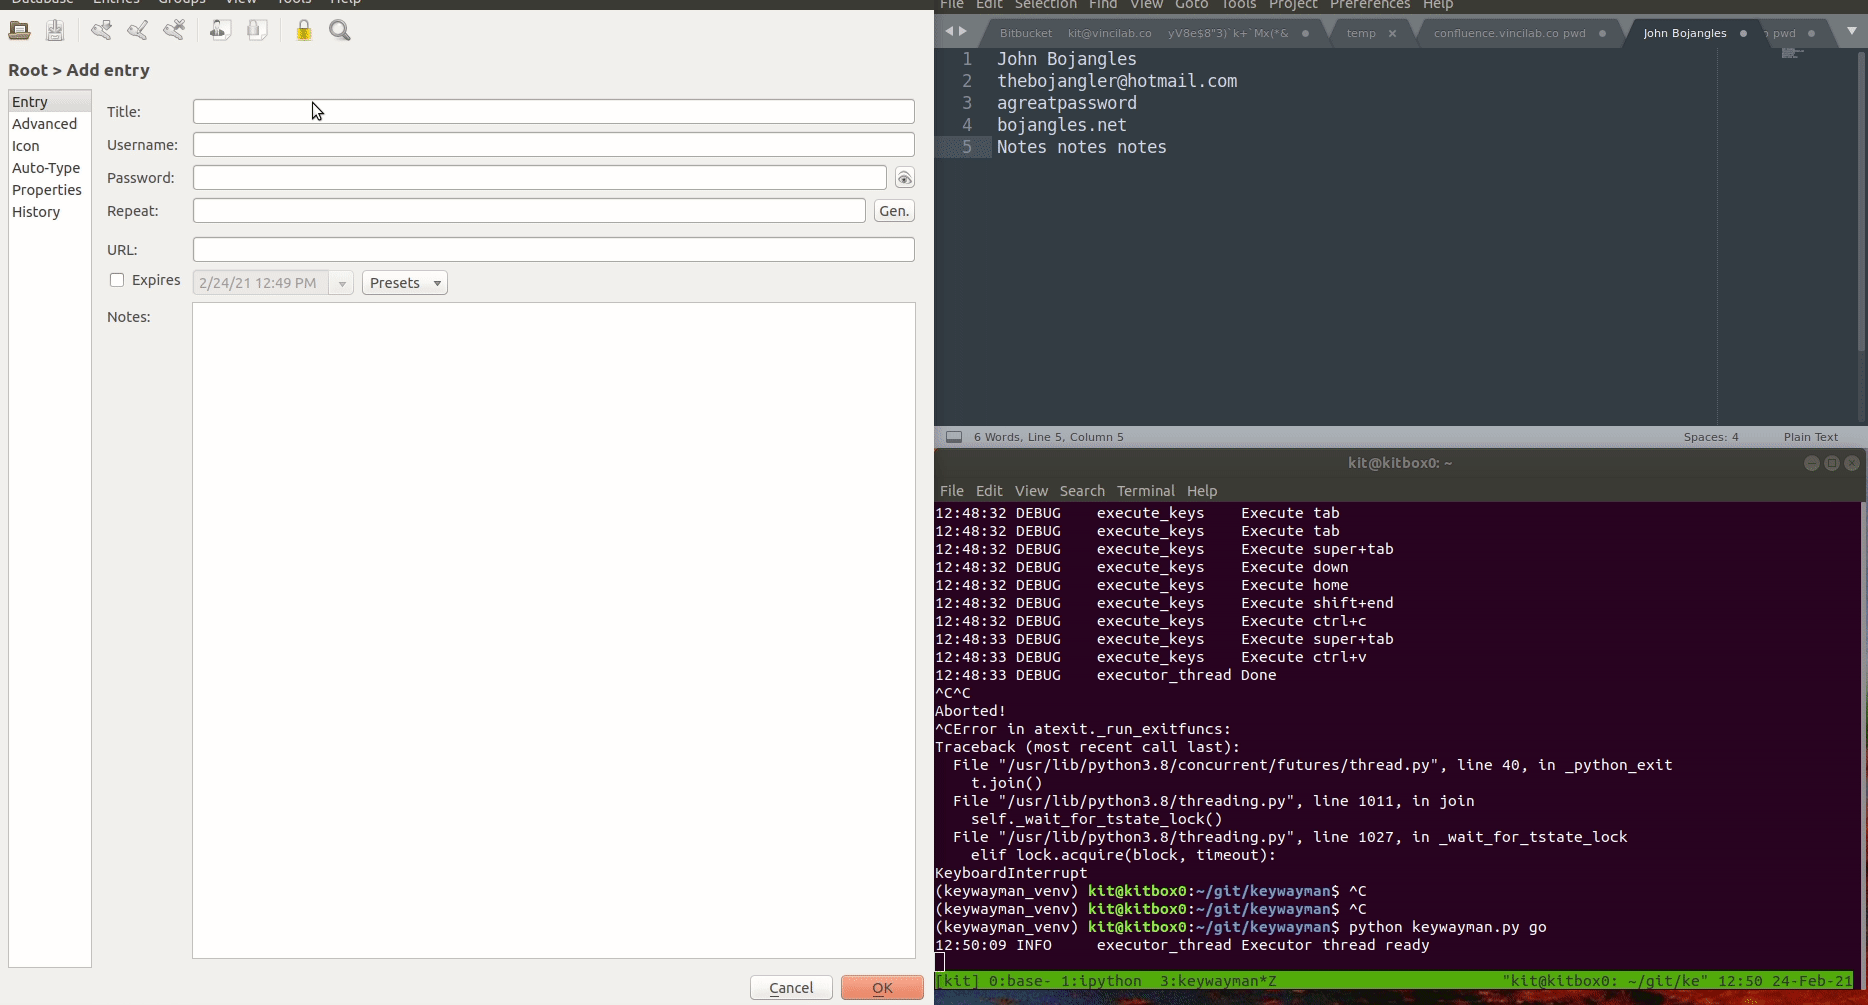 Database Entries Groups View Tools Help
Root > Add entry
Entry
Advanced
Icon
Auto-Type
Properties
History
Title:
Username:
Password:
Repeat:
Gen.
URL:
Expires 2/24/21 12:49 PM Presets
Notes:
Cancel OK
File Edit Selection Find View Goto Tools Project Preferences Help
Bitbucket kit@vincilab.co yV8e$8"3)`k+`Mx(*& temp × confluence.vincilab.co pwd John Bojangles pwd
1 John Bojangles
2 thebojangler@hotmail.com
3 agreatpassword
4 bojangles.net
5 Notes notes notes
6 Words, Line 5, Column 5 Spaces: 4 Plain Text
kit@kitbox0: ~
File Edit View Search Terminal Help
12:48:32 DEBUG execute_keys Execute tab
12:48:32 DEBUG execute_keys Execute tab
12:48:32 DEBUG execute_keys Execute super+tab
12:48:32 DEBUG execute_keys Execute down
12:48:32 DEBUG execute_keys Execute home
12:48:32 DEBUG execute_keys Execute shift+end
12:48:32 DEBUG execute_keys Execute ctrl+c
12:48:33 DEBUG execute_keys Execute super+tab
12:48:33 DEBUG execute_keys Execute ctrl+v
12:48:33 DEBUG executor_thread Done
^C^C
Aborted!
^CError in atexit._run_exitfuncs:
Traceback (most recent call last):
File "/usr/lib/python3.8/concurrent/futures/thread.py", line 40, in _python_exit
t.join()
File "/usr/lib/python3.8/threading.py", line 1011, in join
self._wait_for_tstate_lock()
File "/usr/lib/python3.8/threading.py", line 1027, in _wait_for_tstate_lock
elif lock.acquire(block, timeout):
KeyboardInterrupt
(keywayman_venv) kit@kitbox0:~/git/keywayman$ ^C
(keywayman_venv) kit@kitbox0:~/git/keywayman$ ^C
(keywayman_venv) kit@kitbox0:~/git/keywayman$ python keywayman.py go
12:50:09 INFO executor_thread Executor thread ready
[kit] 0:base- 1:ipython 3:keywayman*Z "kit@kitbox0: ~/git/ke" 12:50 24-Feb-21